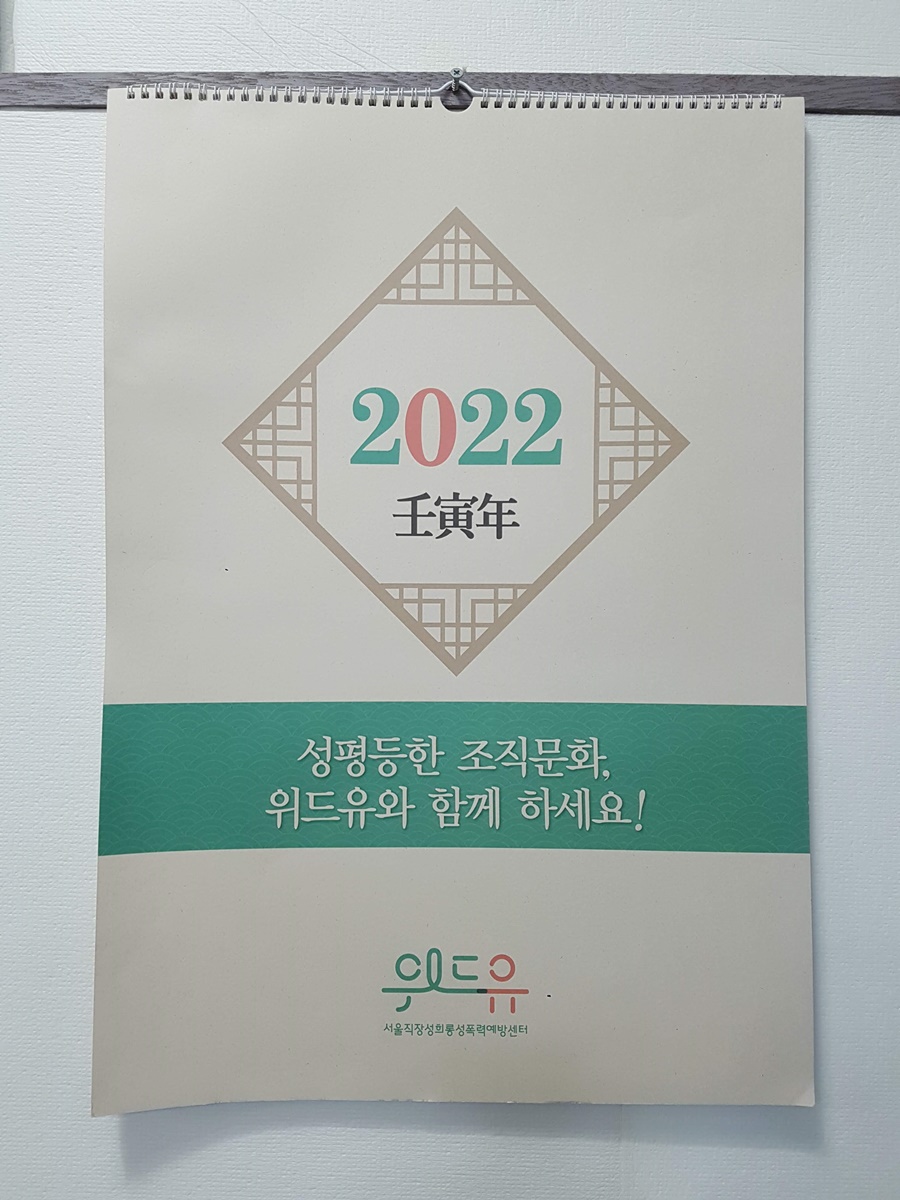 2022
壬寅年
성평등한 조직문화,
위드유와 함께 하세요!
위드유
서울직장성희롱성폭력예방센터